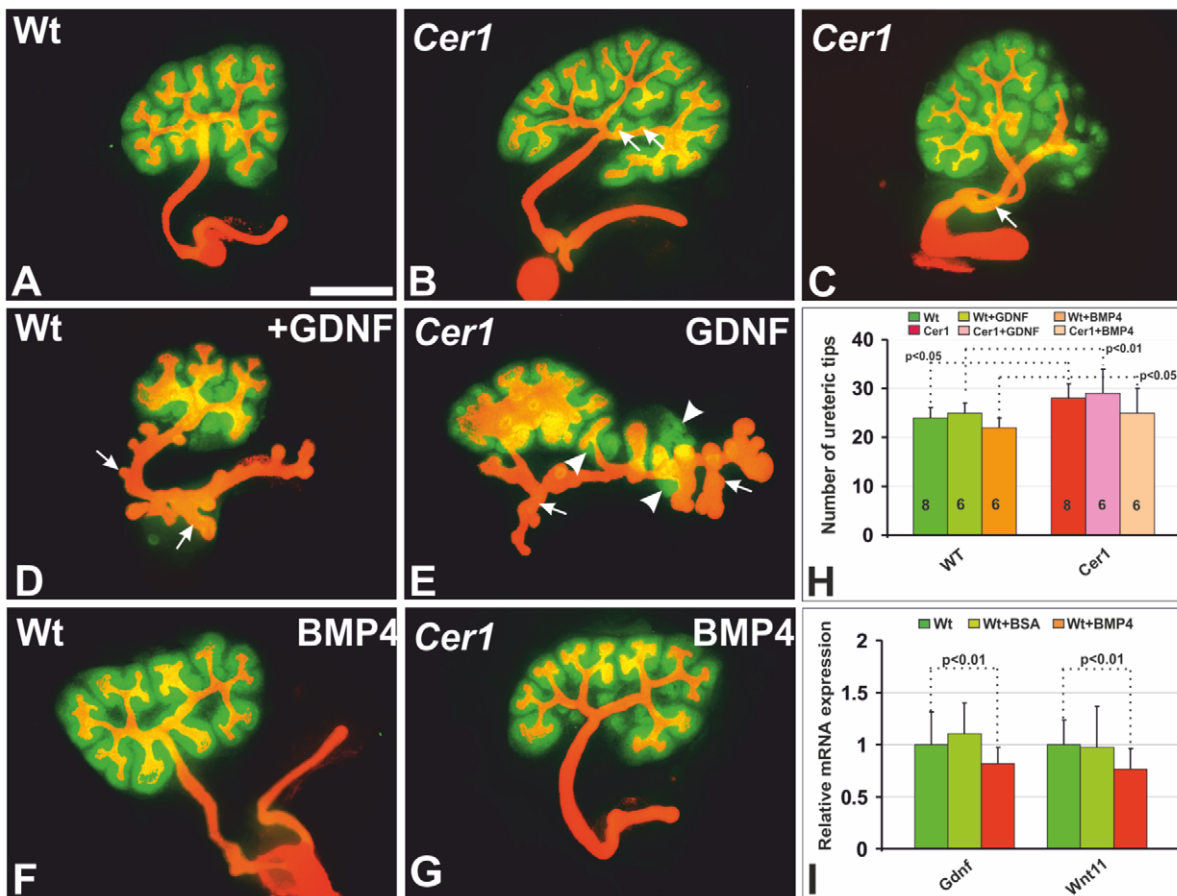 Wt
Cer1
Cer1
A
B
C
Wt
+GDNF
Cer1
GDNF
D
E
Wt Wt+GDNF Wt+BMP4
Cer1 Cer1+GDNF Cer1+BMP4
Number of ureteric tips
40
30
20
10
0
p<0.05
p<0.01
p<0.05
8 6 6 8 6 6
WT Cer1
H
Wt
BMP4
Cer1
BMP4
F
G
Wt Wt+BSA Wt+BMP4
Relative mRNA expression
2
1.5
1
0.5
0
p<0.01 p<0.01
Gdnf Wnt11
I